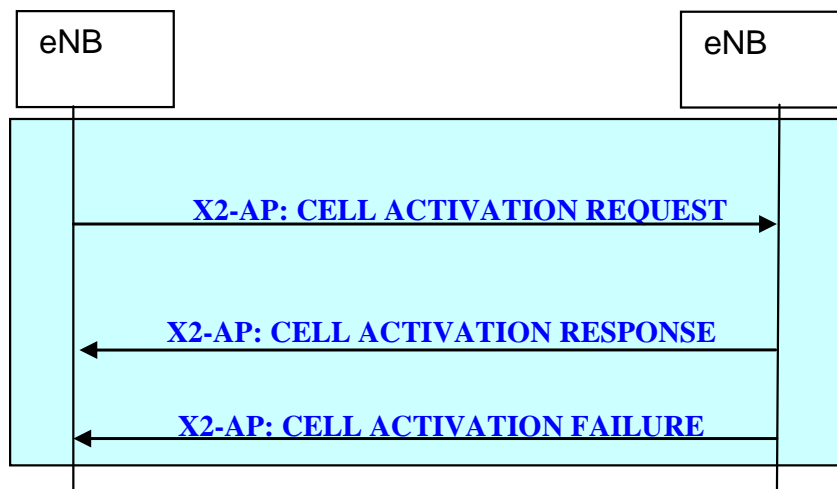 eNB
eNB
X2-AP: CELL ACTIVATION REQUEST
X2-AP: CELL ACTIVATION RESPONSE
X2-AP: CELL ACTIVATION FAILURE